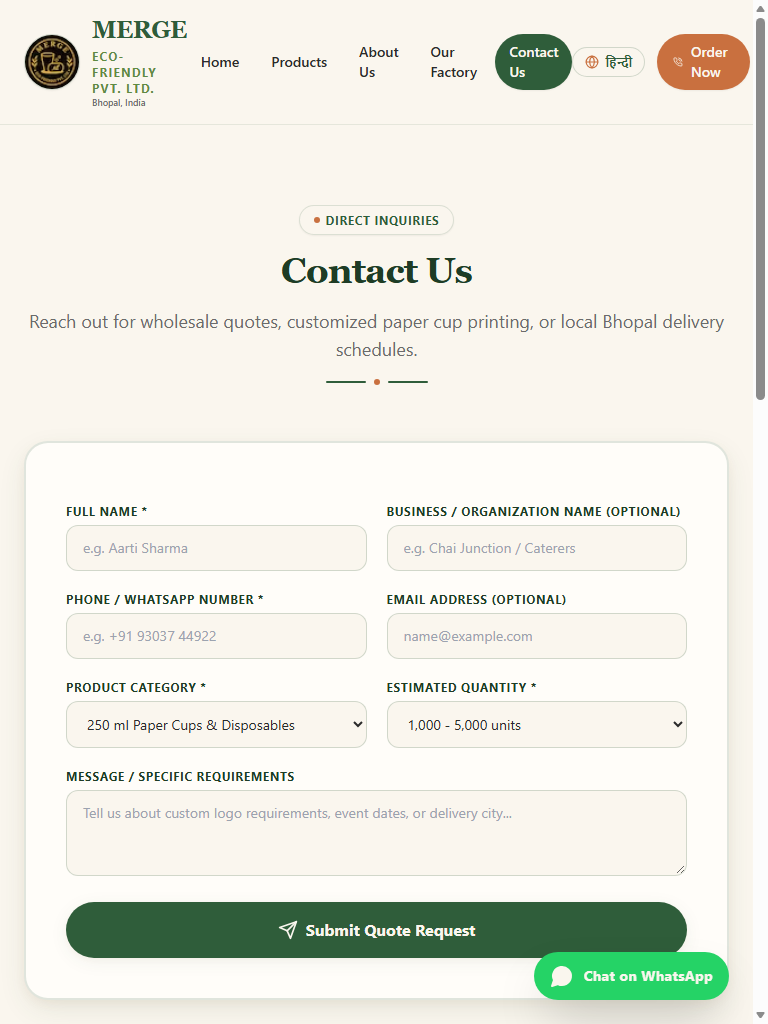 MERGE
MERGE
ECO-
FRIENDLY
PVT. LTD.
Bhopal, India
Home
Products
About
Us
Our
Factory
Contact
Us
हिन्दी
Order
Now
DIRECT INQUIRIES
Contact Us
Reach out for wholesale quotes, customized paper cup printing, or local Bhopal delivery
schedules.
FULL NAME *
BUSINESS / ORGANIZATION NAME (OPTIONAL)
e.g. Aarti Sharma
e.g. Chai Junction / Caterers
PHONE / WHATSAPP NUMBER *
EMAIL ADDRESS (OPTIONAL)
e.g. +91 93037 44922
name@example.com
PRODUCT CATEGORY *
ESTIMATED QUANTITY *
250 ml Paper Cups & Disposables
1,000 - 5,000 units
MESSAGE / SPECIFIC REQUIREMENTS
Tell us about custom logo requirements, event dates, or delivery city...
Submit Quote Request
Chat on WhatsApp